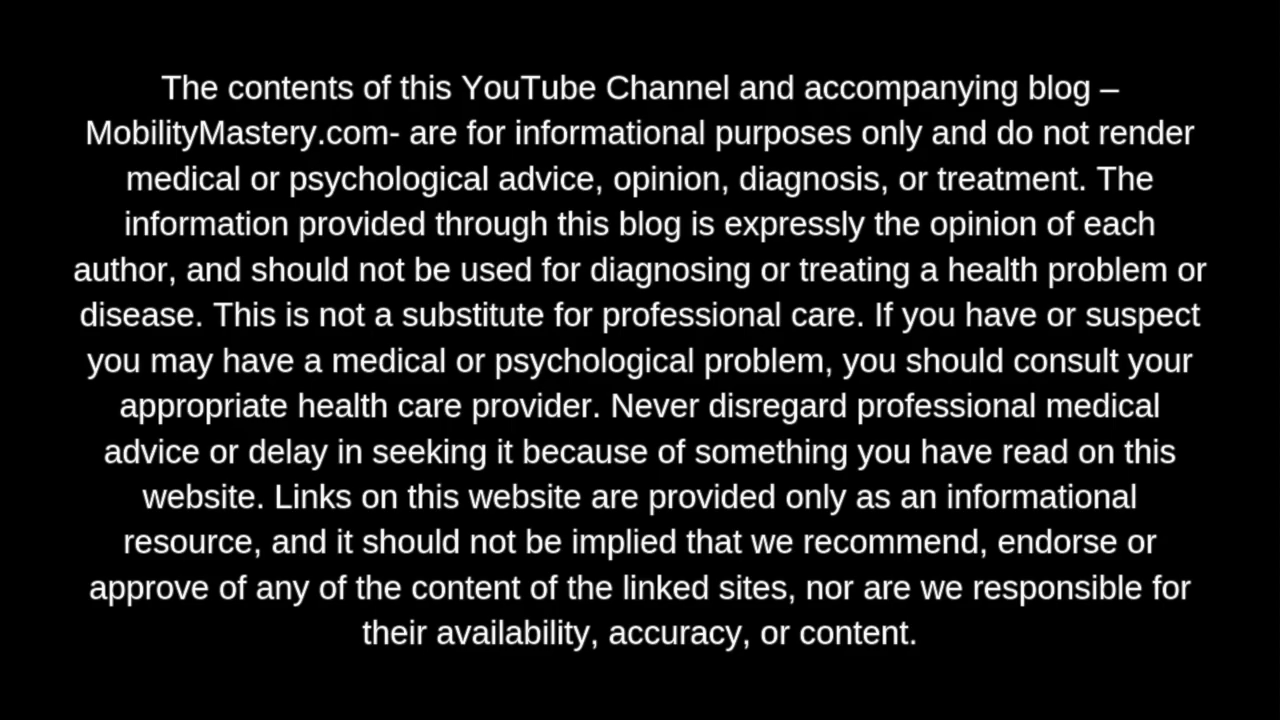 The contents of this YouTube Channel and accompanying blog –
MobilityMastery.com- are for informational purposes only and do not render
medical or psychological advice, opinion, diagnosis, or treatment. The
information provided through this blog is expressly the opinion of each
author, and should not be used for diagnosing or treating a health problem or
disease. This is not a substitute for professional care. If you have or suspect
you may have a medical or psychological problem, you should consult your
appropriate health care provider. Never disregard professional medical
advice or delay in seeking it because of something you have read on this
website. Links on this website are provided only as an informational
resource, and it should not be implied that we recommend, endorse or
approve of any of the content of the linked sites, nor are we responsible for
their availability, accuracy, or content.